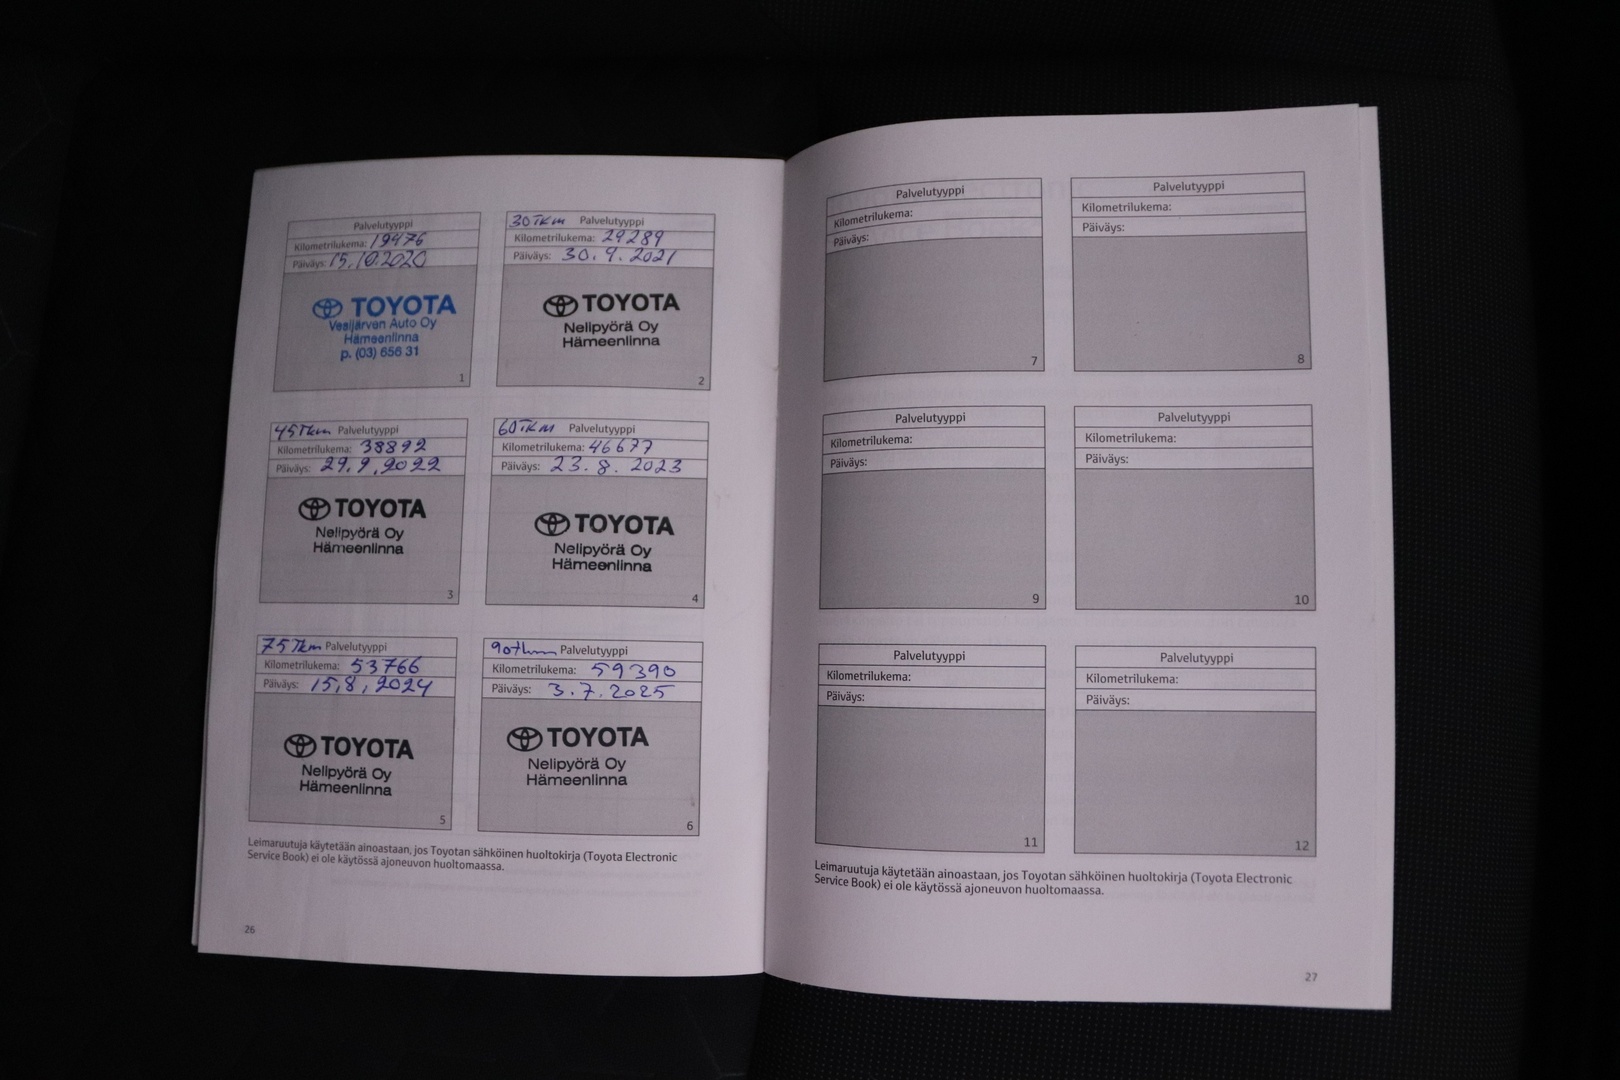 Palvelutyyppi
Kilometrilukema: 19476
Päiväys: 15.10.2020
TOYOTA
Vesijärven Auto Oy
Hämeenlinna
p. (03) 656 31
1
30Tkm Palvelutyyppi
Kilometrilukema: 29289
Päiväys: 30.9.2021
TOYOTA
Nelipyörä Oy
Hämeenlinna
2
45Tkm Palvelutyyppi
Kilometrilukema: 38892
Päiväys: 29.9.2022
TOYOTA
Nelipyörä Oy
Hämeenlinna
3
60Tkm Palvelutyyppi
Kilometrilukema: 46677
Päiväys: 23.8.2023
TOYOTA
Nelipyörä Oy
Hämeenlinna
4
75Tkm Palvelutyyppi
Kilometrilukema: 53766
Päiväys: 15,8,2024
TOYOTA
Nelipyörä Oy
Hämeenlinna
5
90tkm Palvelutyyppi
Kilometrilukema: 59390
Päiväys: 3.7.2025
TOYOTA
Nelipyörä Oy
Hämeenlinna
6
Leimaruutuja käytetään ainoastaan, jos Toyotan sähköinen huoltokirja (Toyota Electronic
Service Book) ei ole käytössä ajoneuvon huoltomaassa.
26
Palvelutyyppi
Kilometrilukema:
Päiväys:
7
Palvelutyyppi
Kilometrilukema:
Päiväys:
8
Palvelutyyppi
Kilometrilukema:
Päiväys:
9
Palvelutyyppi
Kilometrilukema:
Päiväys:
10
Palvelutyyppi
Kilometrilukema:
Päiväys:
11
Palvelutyyppi
Kilometrilukema:
Päiväys:
12
Leimaruutuja käytetään ainoastaan, jos Toyotan sähköinen huoltokirja (Toyota Electronic
Service Book) ei ole käytössä ajoneuvon huoltomaassa.
27